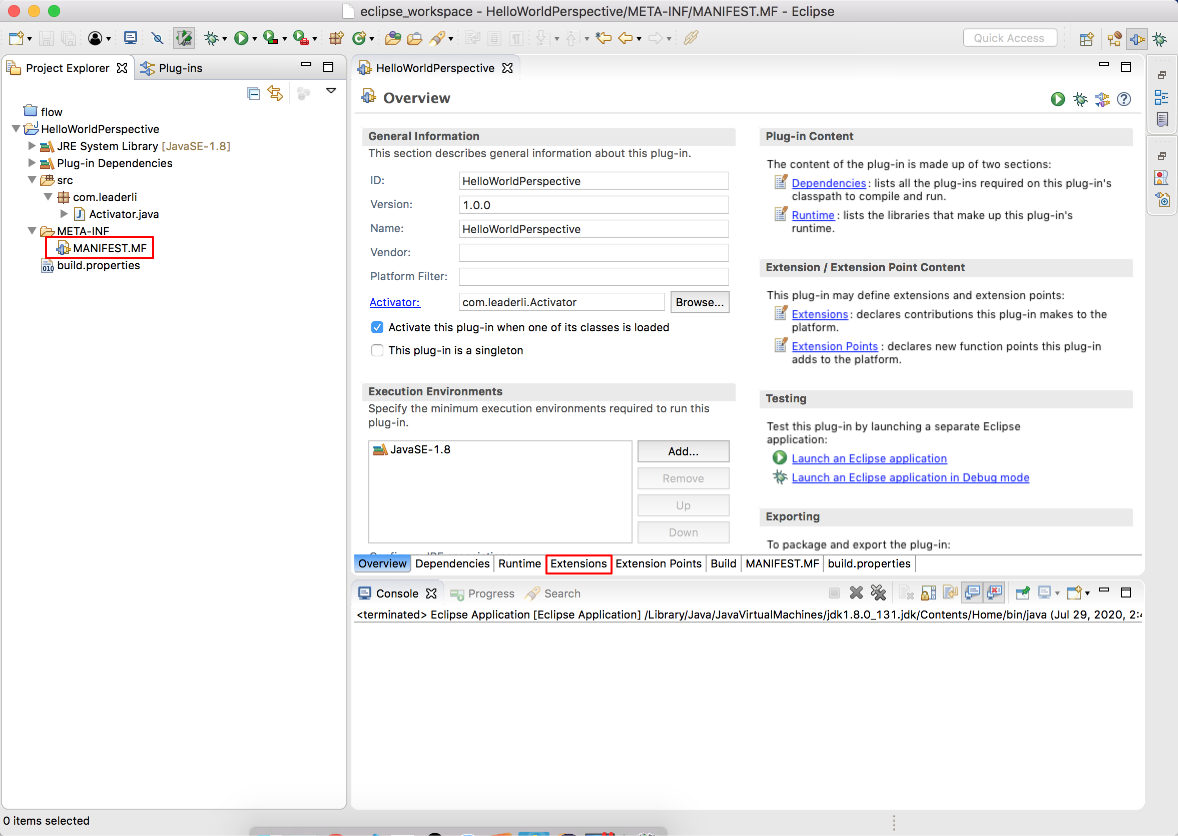 eclipse_workspace - HelloWorldPerspective/META-INF/MANIFEST.MF - Eclipse
Quick Access
Project Explorer
Plug-ins
flow
HelloWorldPerspective
JRE System Library [JavaSE-1.8]
Plug-in Dependencies
src
com.leaderli
Activator.java
META-INF
MANIFEST.MF
010
build.properties
HelloWorldPerspective
Overview
General Information
This section describes general information about this plug-in.
ID:
HelloWorldPerspective
Version:
1.0.0
Name:
HelloWorldPerspective
Vendor:
Platform Filter:
Activator:
com.leaderli.Activator
Browse...
Activate this plug-in when one of its classes is loaded
This plug-in is a singleton
Execution Environments
Specify the minimum execution environments required to run this
plug-in.
JavaSE-1.8
Add...
Remove
Up
Down
Plug-in Content
The content of the plug-in is made up of two sections:
Dependencies: lists all the plug-ins required on this plug-in's
classpath to compile and run.
Runtime: lists the libraries that make up this plug-in's
runtime.
Extension / Extension Point Content
This plug-in may define extensions and extension points:
Extensions: declares contributions this plug-in makes to the
platform.
Extension Points: declares new function points this plug-in
adds to the platform.
Testing
Test this plug-in by launching a separate Eclipse
application:
Launch an Eclipse application
Launch an Eclipse application in Debug mode
Exporting
To package and export the plug-in:
Overview
Dependencies
Runtime
Extensions
Extension Points
Build
MANIFEST.MF
build.properties
Console
Progress
Search
<terminated> Eclipse Application [Eclipse Application] /Library/Java/JavaVirtualMachines/jdk1.8.0_131.jdk/Contents/Home/bin/java (Jul 29, 2020, 2:
0 items selected